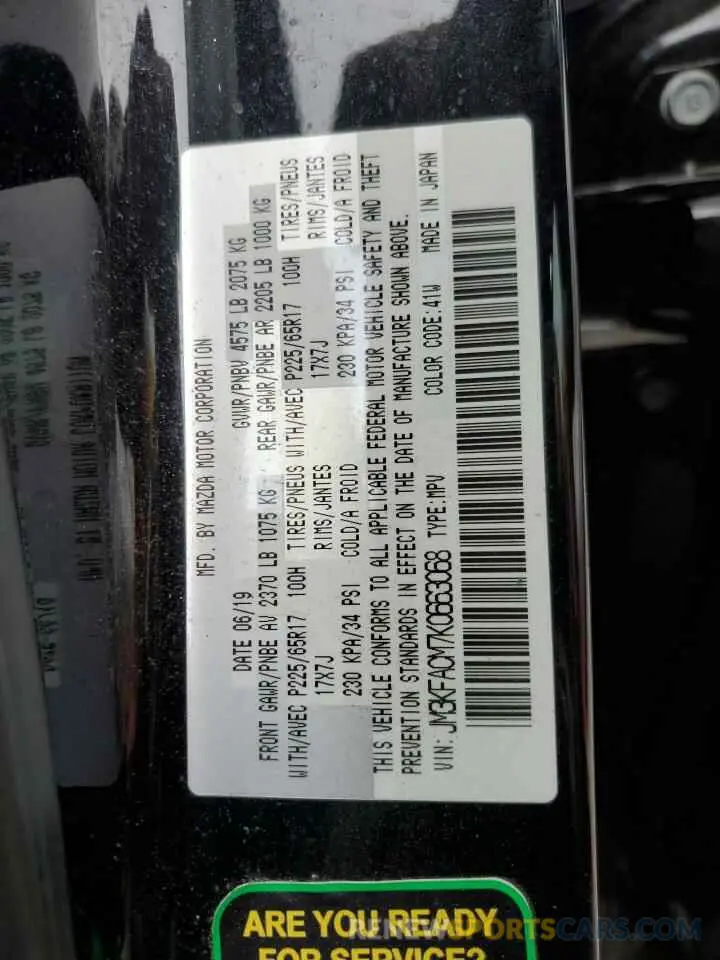 MFD. BY MAZDA MOTOR CORPORATION
DATE 06/19 GVWR/PNBV 4575 LB 2075 KG
FRONT GAWR/PNBE AV 2370 LB 1075 KG REAR GAWR/PNBE AR 2205 LB 1000 KG
WITH/AVEC P225/65R17 100H TIRES/PNEUS WITH/AVEC P225/65R17 100H TIRES/PNEUS
17X7J RIMS/JANTES 17X7J RIMS/JANTES
230 KPA/34 PSI COLD/A FROID 230 KPA/34 PSI COLD/A FROID
THIS VEHICLE CONFORMS TO ALL APPLICABLE FEDERAL MOTOR VEHICLE SAFETY AND THEFT
PREVENTION STANDARDS IN EFFECT ON THE DATE OF MANUFACTURE SHOWN ABOVE.
VIN: JM3KFACM7K0663068 TYPE:MPV COLOR CODE:41W MADE IN JAPAN
ARE YOU READY
FOR SERVICE?
RENEWSPORTSCARS.COM